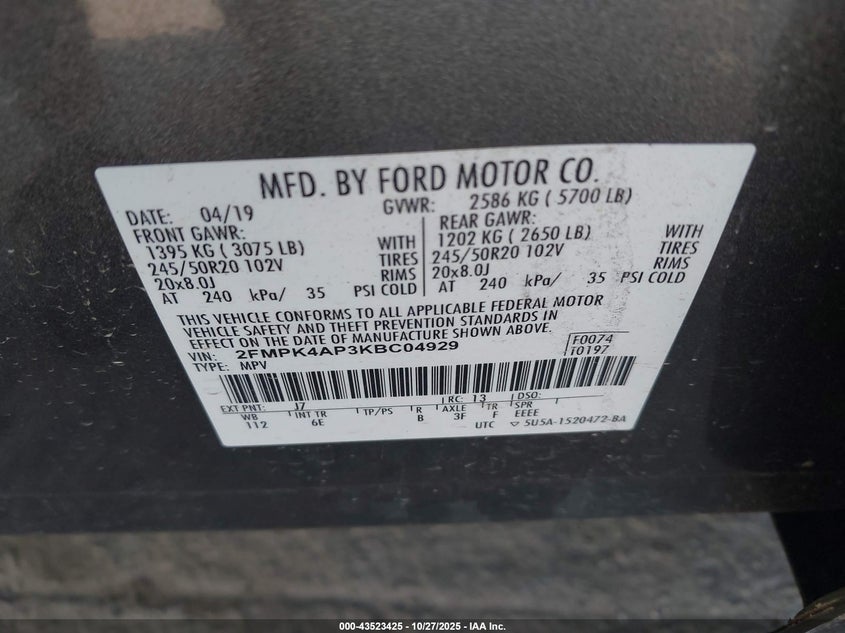 MFD. BY FORD MOTOR CO.
DATE: 04/19 GVWR: 2586 KG ( 5700 LB)
FRONT GAWR: REAR GAWR:
1395 KG ( 3075 LB) WITH 1202 KG ( 2650 LB) WITH
245/50R20 102V TIRES 245/50R20 102V TIRES
20x8.0J RIMS 20x8.0J RIMS
AT 240 kPa/ 35 PSI COLD AT 240 kPa/ 35 PSI COLD
THIS VEHICLE CONFORMS TO ALL APPLICABLE FEDERAL MOTOR
VEHICLE SAFETY AND THEFT PREVENTION STANDARDS IN
EFFECT ON THE DATE OF MANUFACTURE SHOWN ABOVE.
VIN: 2FMPK4AP3KBC04929 F0074
TYPE: MPV T0197
EXT PNT: J7 RC: 13 DSO:
WB INT TR TP/PS R AXLE TR SPR
112 6E B 3F F EEEE
UTC ▽ 5U5A-1520472-BA
000-43523425 | 10/27/2025 - IAA Inc.